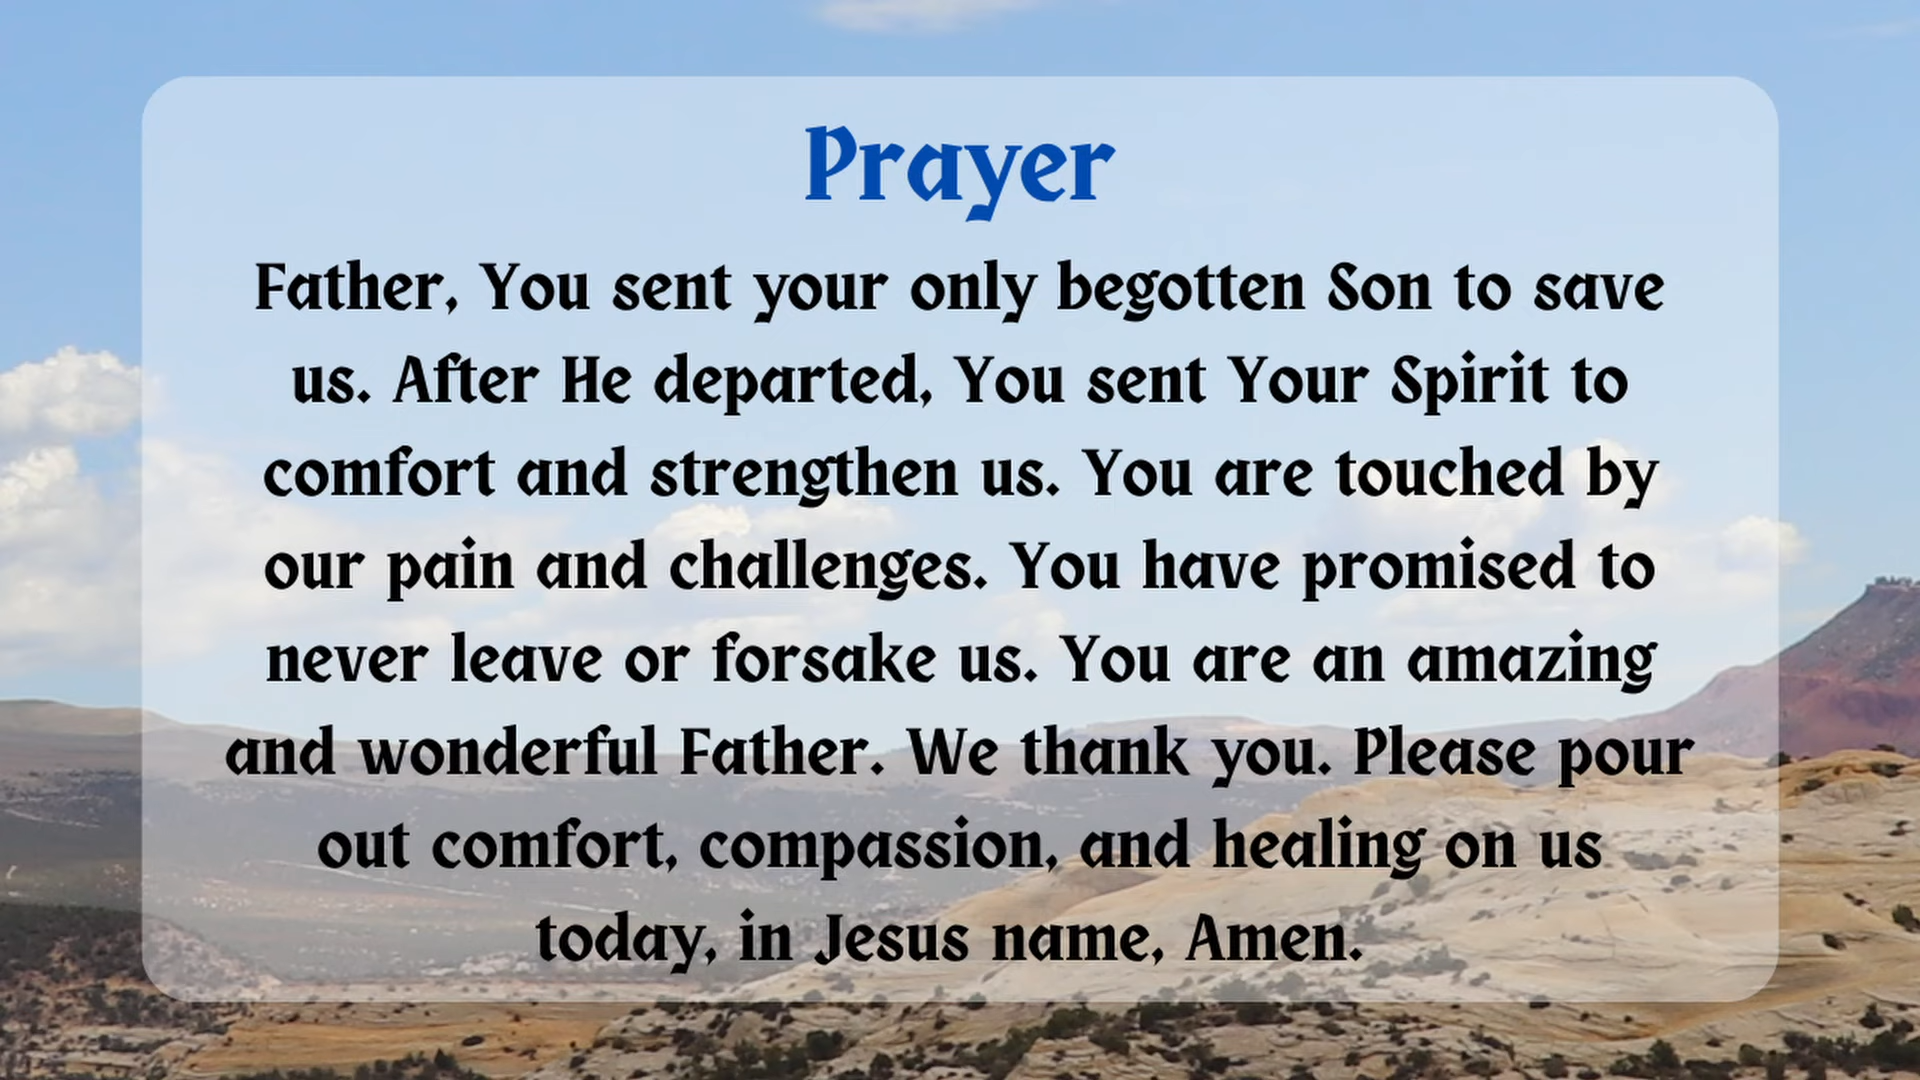 Prayer
Father, You sent your only begotten Son to save
us. After He departed, You sent Your Spirit to
comfort and strengthen us. You are touched by
our pain and challenges. You have promised to
never leave or forsake us. You are an amazing
and wonderful Father. We thank you. Please pour
out comfort, compassion, and healing on us
today, in Jesus name, Amen.